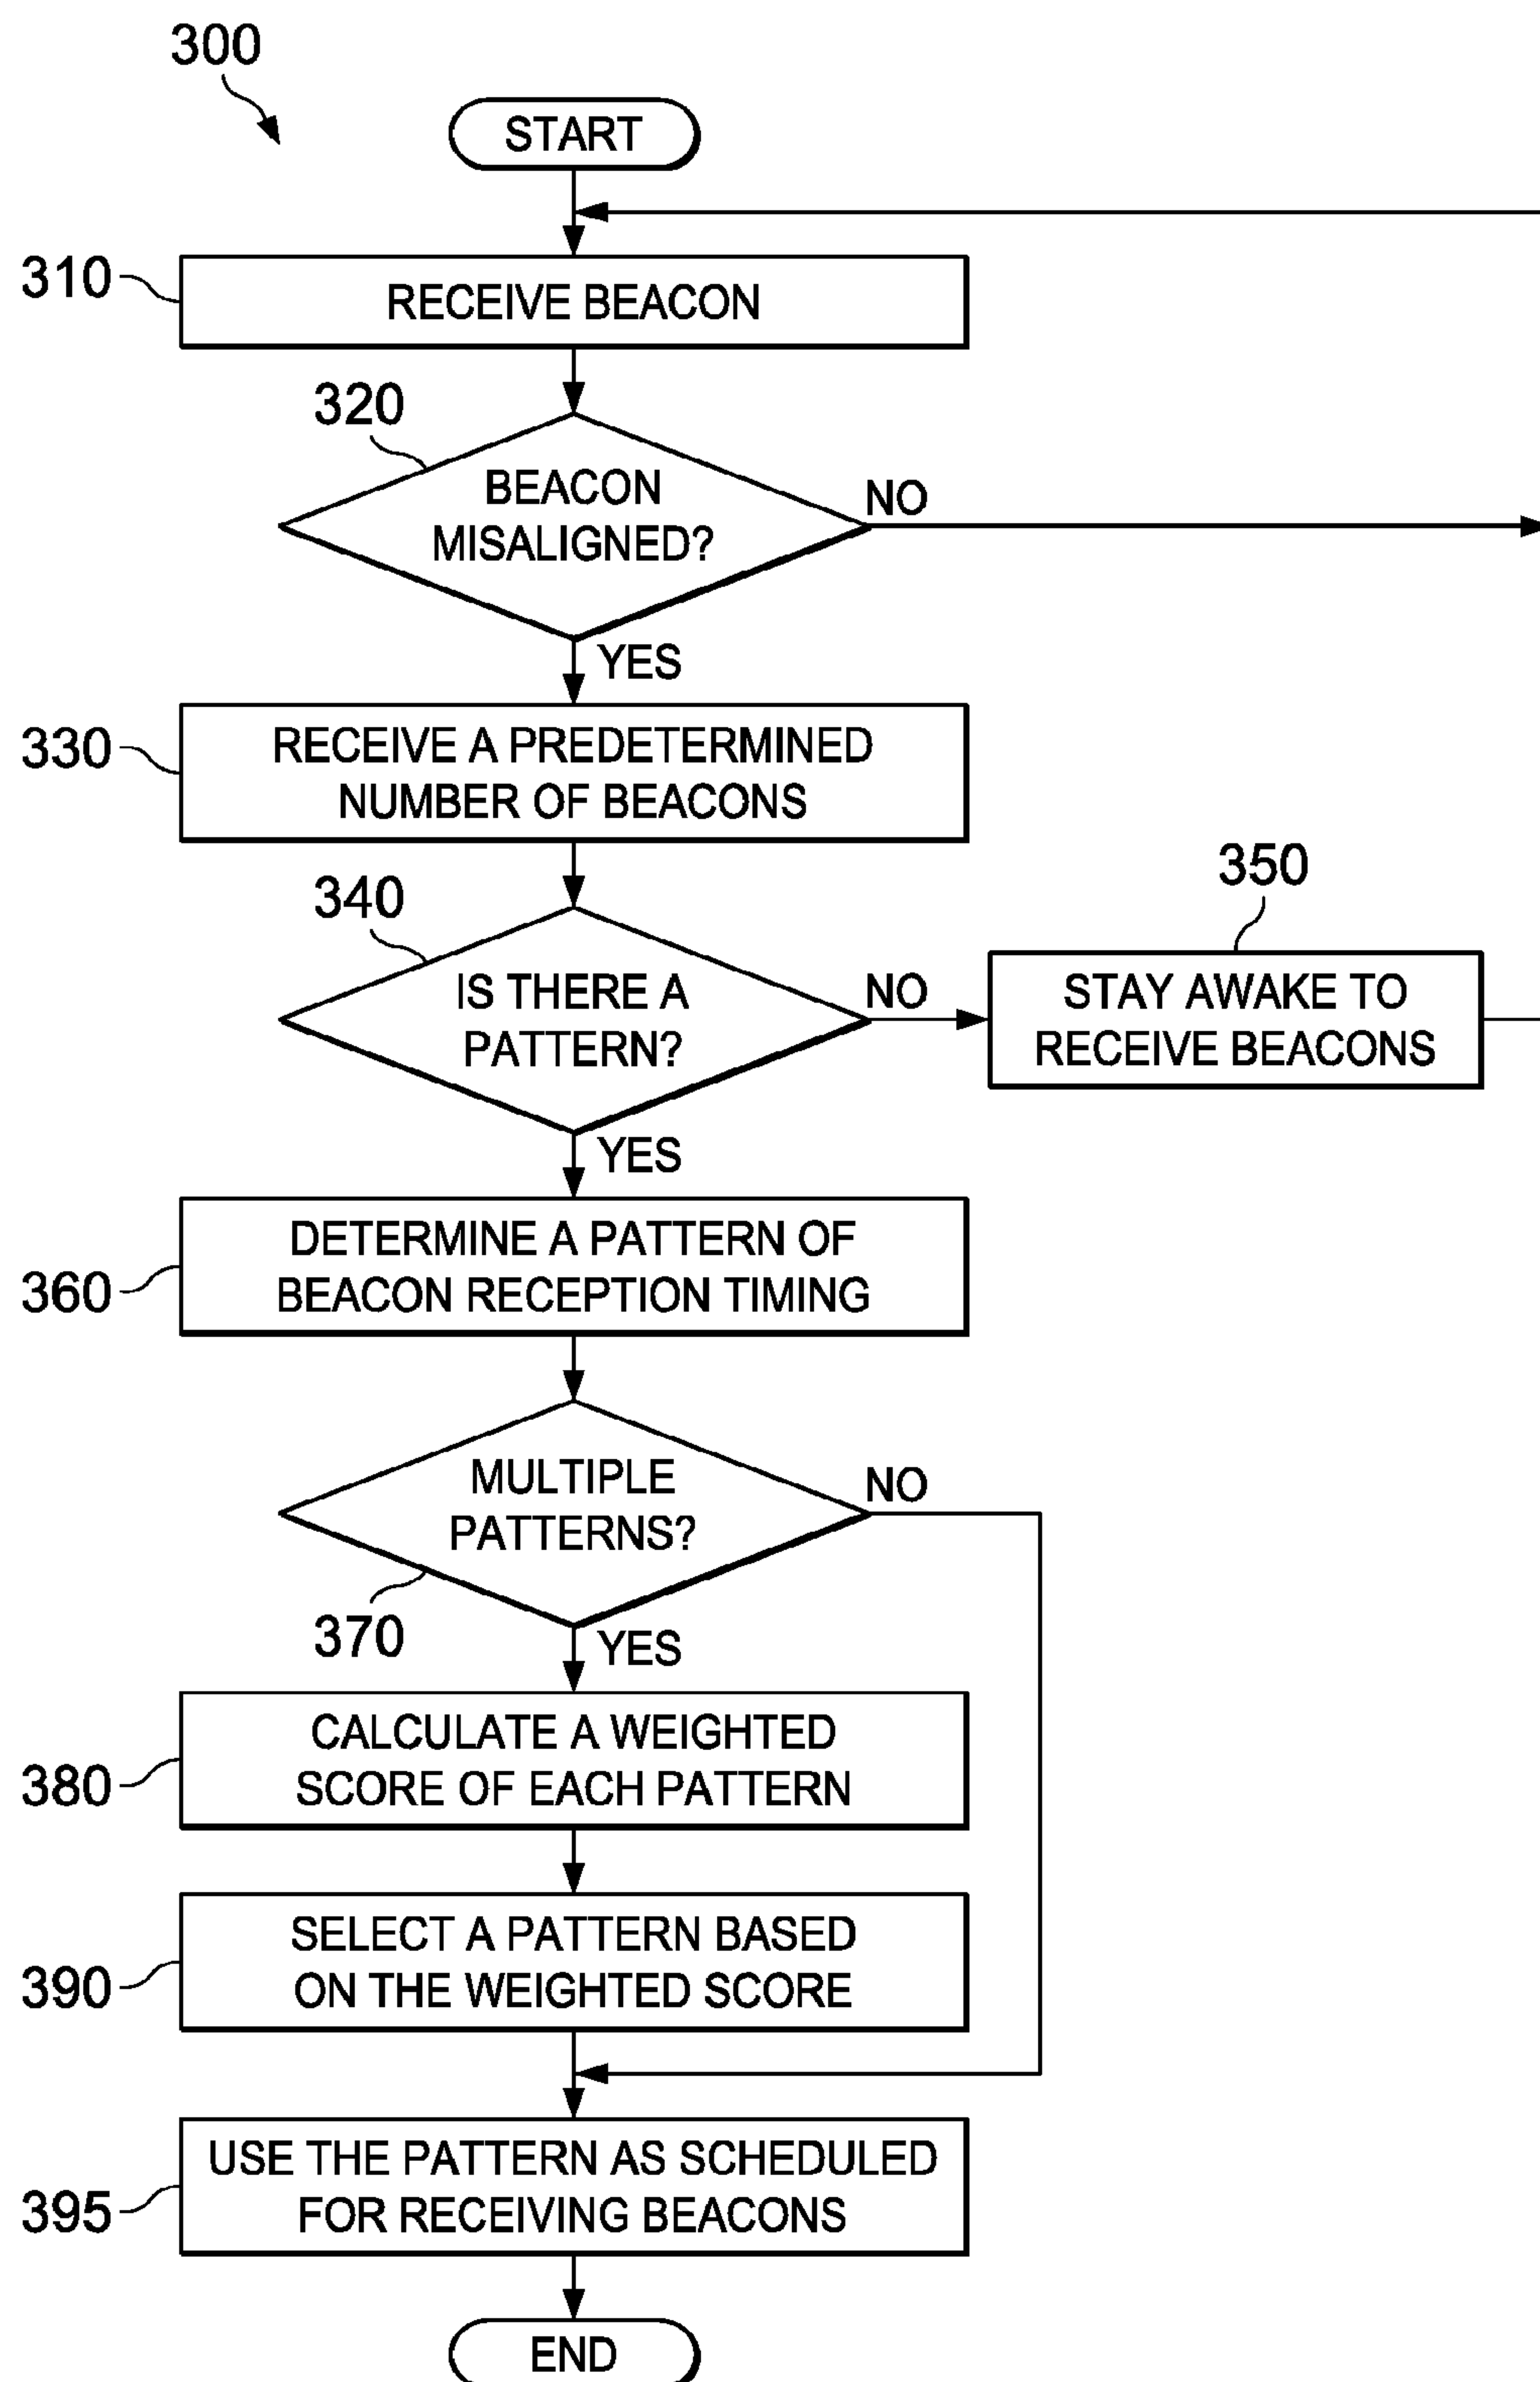 300
START
310
RECEIVE BEACON
320
BEACON
MISALIGNED?
NO
YES
330
RECEIVE A PREDETERMINED
NUMBER OF BEACONS
340
IS THERE A
PATTERN?
NO
350
STAY AWAKE TO
RECEIVE BEACONS
YES
360
DETERMINE A PATTERN OF
BEACON RECEPTION TIMING
MULTIPLE
PATTERNS?
NO
370
YES
380
CALCULATE A WEIGHTED
SCORE OF EACH PATTERN
390
SELECT A PATTERN BASED
ON THE WEIGHTED SCORE
395
USE THE PATTERN AS SCHEDULED
FOR RECEIVING BEACONS
END